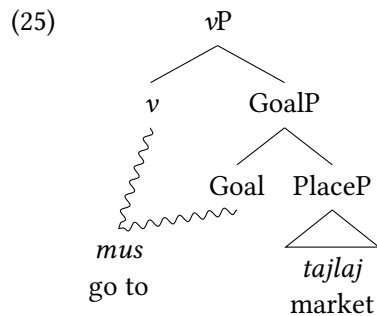 (25) vP
v GoalP
Goal PlaceP
mus
go to
tajlaj
market